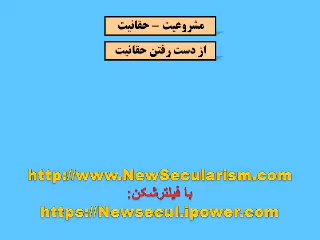 مشروعیت - حقانیت
از دست رفتن حقانیت
http://www.NewSecularism.com
با فیلترشکن:
https://Newsecul.ipower.com